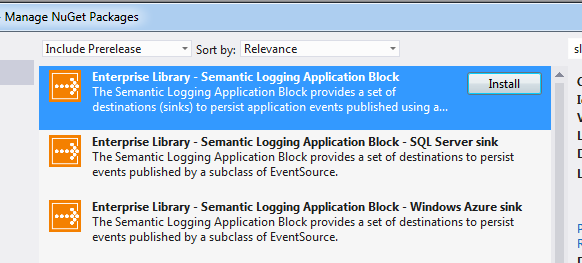 - Manage NuGet Packages
Include Prerelease Sort by: Relevance sl
Enterprise Library - Semantic Logging Application Block
Install
The Semantic Logging Application Block provides a set of
destinations (sinks) to persist application events published using a...
Enterprise Library - Semantic Logging Application Block - SQL Server sink
The Semantic Logging Application Block provides a set of destinations to persist
events published by a subclass of EventSource.
Enterprise Library - Semantic Logging Application Block - Windows Azure sink
The Semantic Logging Application Block provides a set of destinations to persist
events published by a subclass of EventSource.